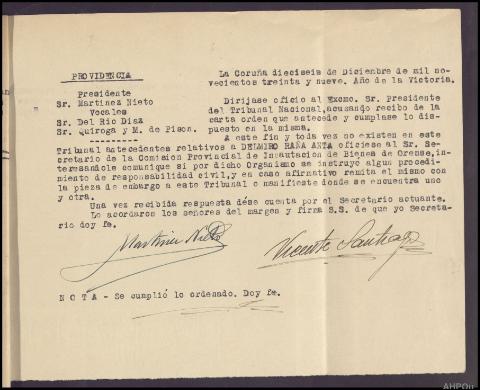 PROVIDENCIA
Presidente
Sr. Martinez Nieto
Vocales
Sr. Del Rio Diaz
Sr. Quiroga y M. de Pison.
---------
La Coruña dieciseis de Diciembre de mil no-
vecientos treinta y nueve. Año de la Victoria.
Dirijase oficio al Excmo. Sr. Presidente
del Tribunal Nacional, acusando recibo de la
carta orden que antecede y cumplase lo dis-
puesto en la misma.
A este fin y toda vez no existen en este
Tribunal antecedentes relativos a DELMIRO RAÑA ANTA oficiese al Sr. Se-
cretario de la Comision Provincial de Incautacion de Bienes de Orense, in-
teresandole comunique si por dicho Organismo se instruyo algun procedi-
miento de responsabilidad civil, y en caso afirmativo remita el mismo con
la pieza de embargo a este Tribunal o manifieste donde se encuentra uno
y otra.
Una vez recibida respuesta dése cuenta por el Secretario actuante.
Lo acordaron los señores del margen y firma S.S. de que yo Secreta-
rio doy fe.
Martinez Nieto
Vicente Santiago
N O T A - Se cumplió lo ordenado. Doy fe.
AHPOu